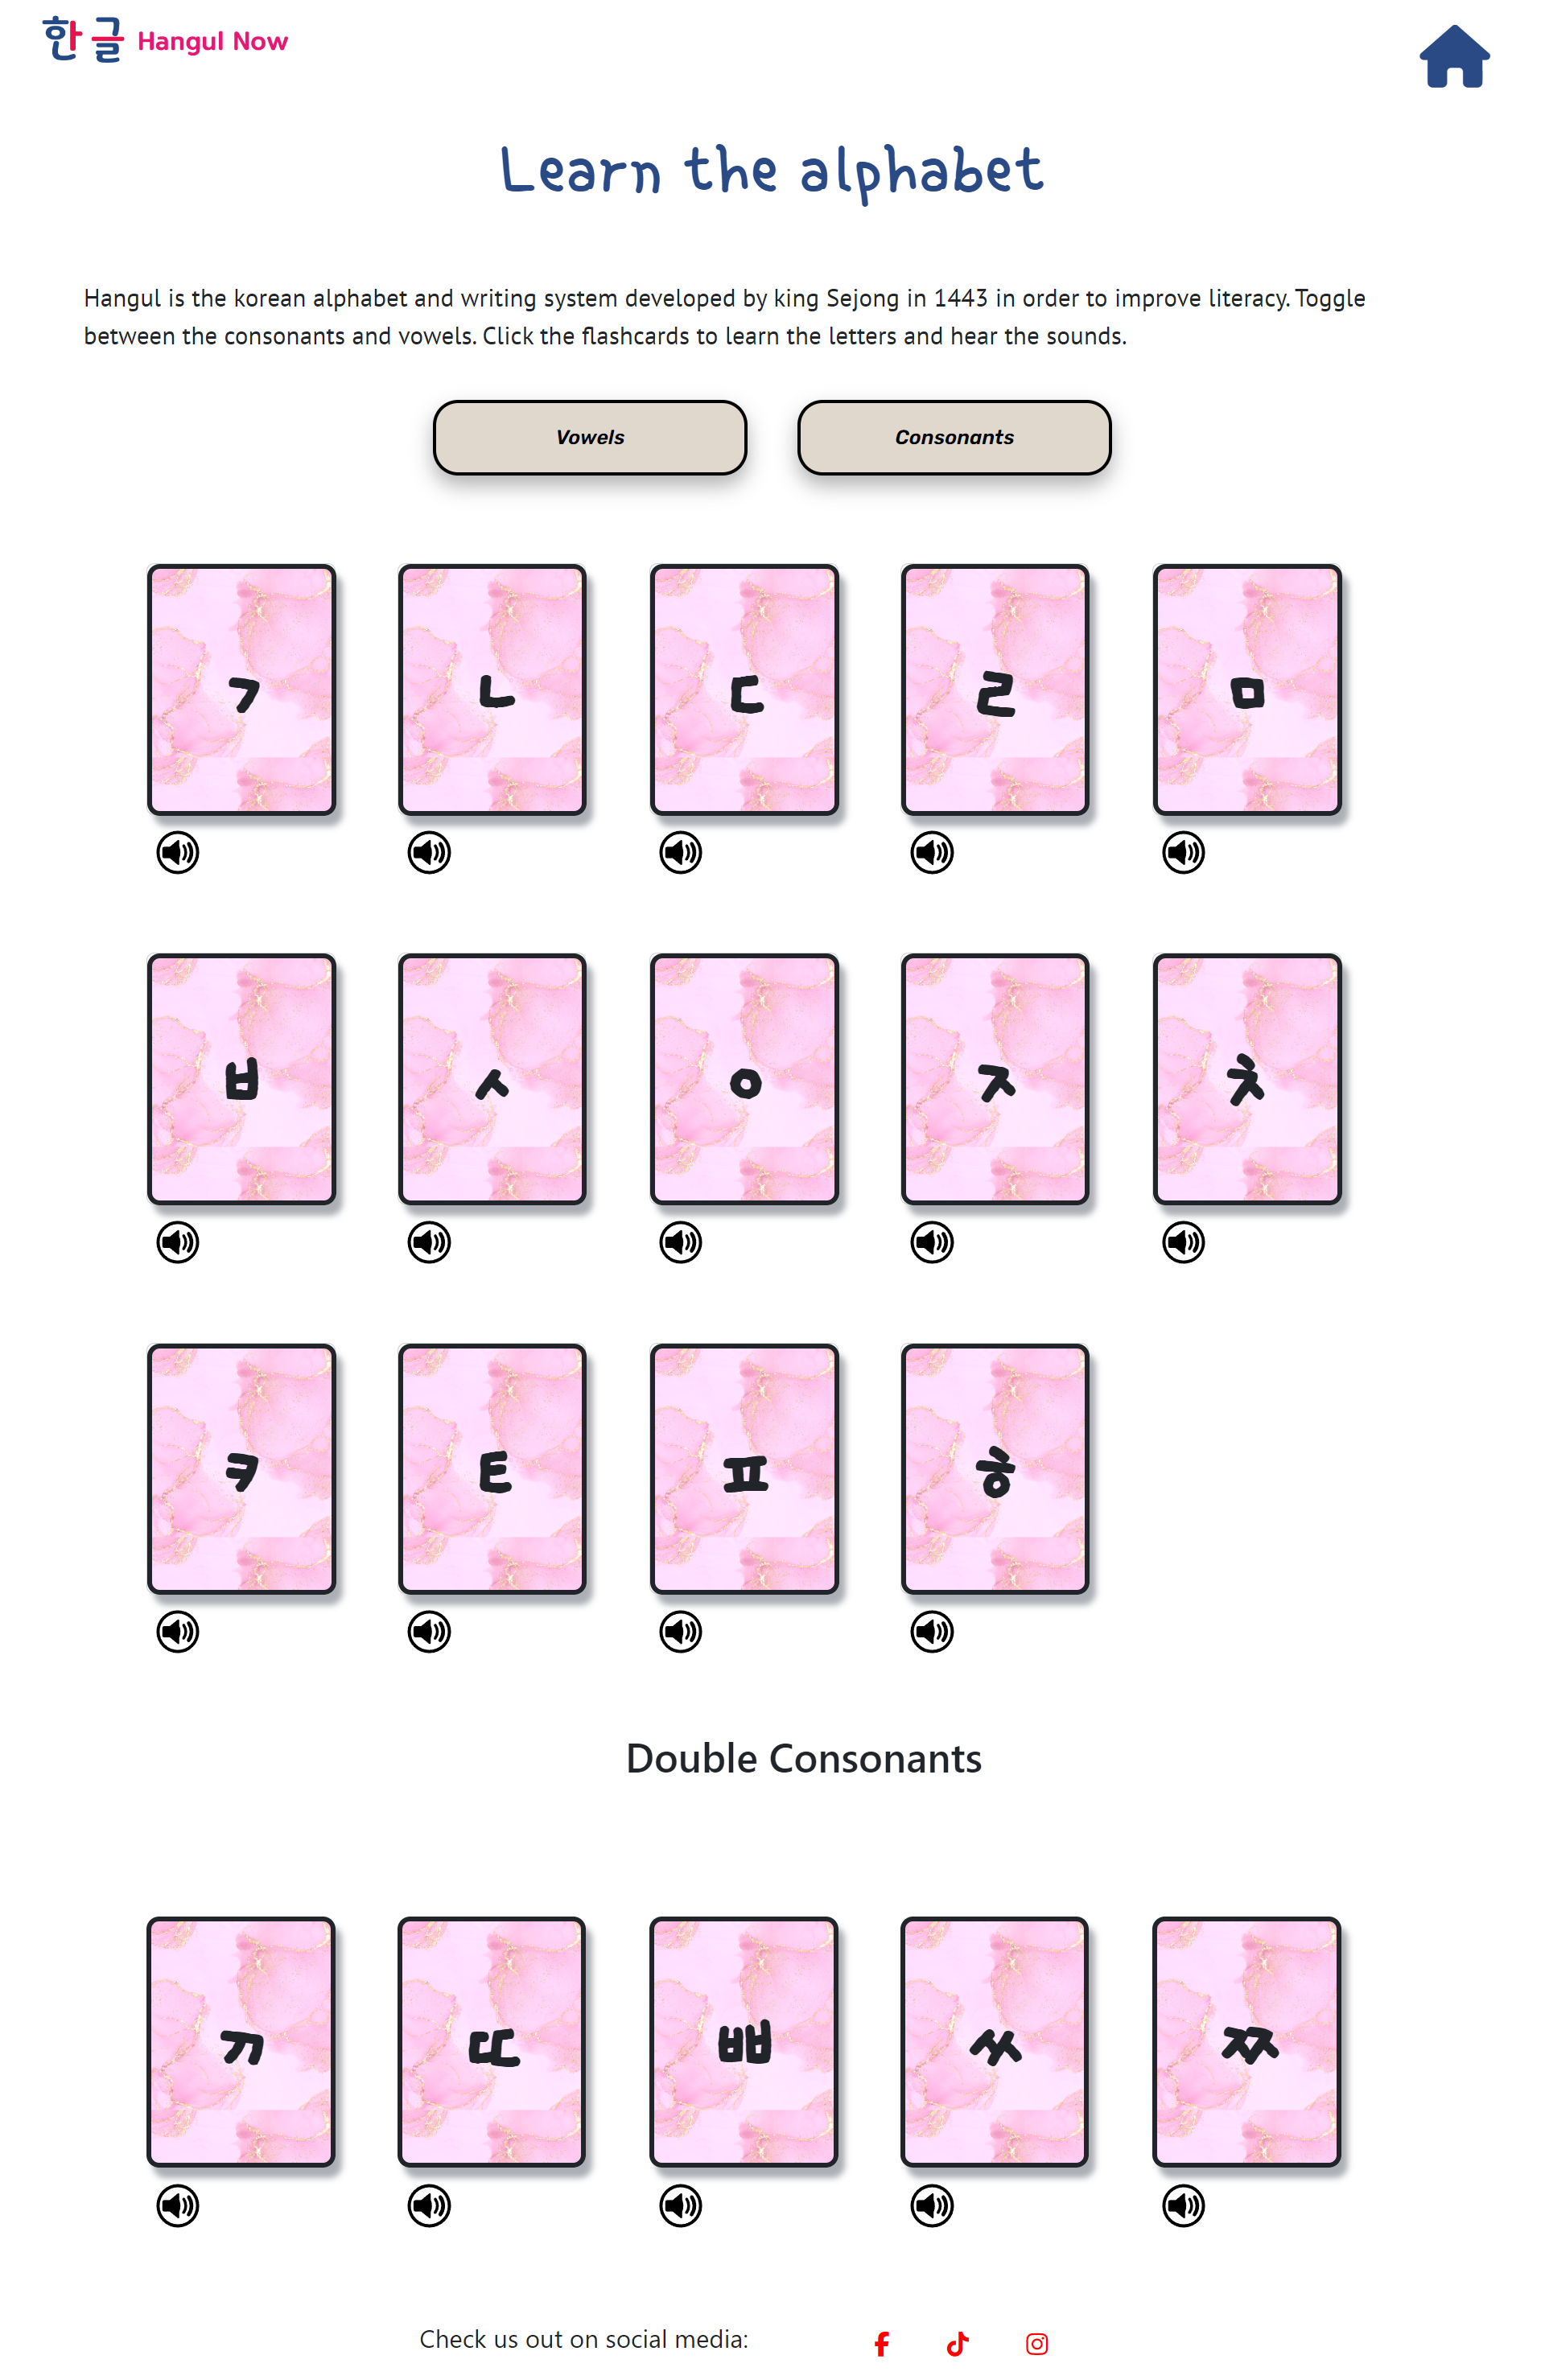 한글 Hangul Now
Learn the alphabet
Hangul is the korean alphabet and writing system developed by king Sejong in 1443 in order to improve literacy. Toggle
between the consonants and vowels. Click the flashcards to learn the letters and hear the sounds.
Vowels Consonants
ㄱ ㄴ ㄷ ㄹ ㅁ
ㅂ ㅅ ㅇ ㅈ ㅊ
ㅋ ㅌ ㅍ ㅎ
Double Consonants
ㄲ ㄸ ㅃ ㅆ ㅉ
Check us out on social media: